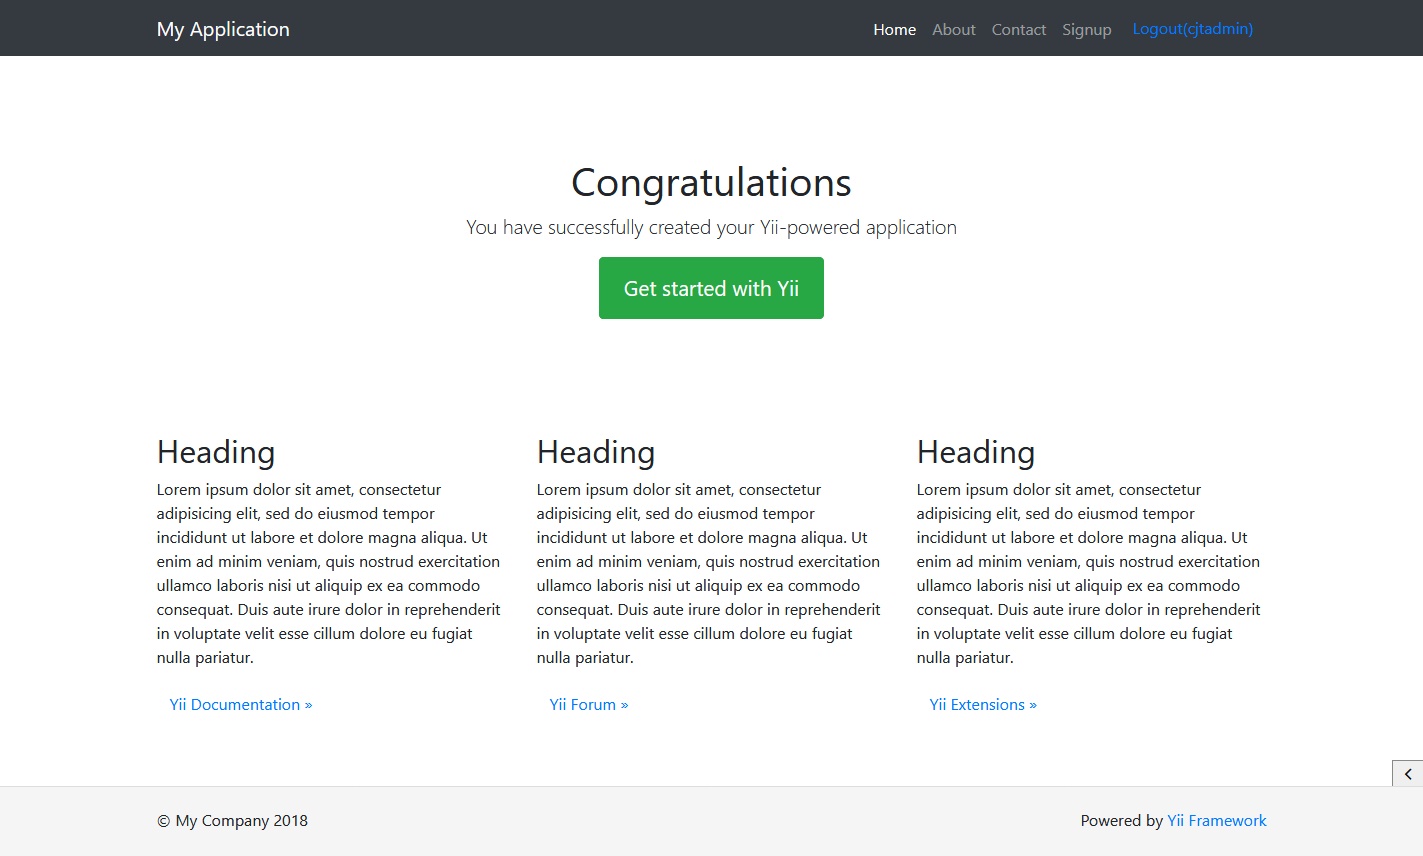 My Application
Home About Contact Signup Logout(cjtadmin)
Congratulations
You have successfully created your Yii-powered application
Get started with Yii
Heading
Lorem ipsum dolor sit amet, consectetur
adipisicing elit, sed do eiusmod tempor
incididunt ut labore et dolore magna aliqua. Ut
enim ad minim veniam, quis nostrud exercitation
ullamco laboris nisi ut aliquip ex ea commodo
consequat. Duis aute irure dolor in reprehenderit
in voluptate velit esse cillum dolore eu fugiat
nulla pariatur.
Yii Documentation »
Heading
Lorem ipsum dolor sit amet, consectetur
adipisicing elit, sed do eiusmod tempor
incididunt ut labore et dolore magna aliqua. Ut
enim ad minim veniam, quis nostrud exercitation
ullamco laboris nisi ut aliquip ex ea commodo
consequat. Duis aute irure dolor in reprehenderit
in voluptate velit esse cillum dolore eu fugiat
nulla pariatur.
Yii Forum »
Heading
Lorem ipsum dolor sit amet, consectetur
adipisicing elit, sed do eiusmod tempor
incididunt ut labore et dolore magna aliqua. Ut
enim ad minim veniam, quis nostrud exercitation
ullamco laboris nisi ut aliquip ex ea commodo
consequat. Duis aute irure dolor in reprehenderit
in voluptate velit esse cillum dolore eu fugiat
nulla pariatur.
Yii Extensions »
© My Company 2018
Powered by Yii Framework